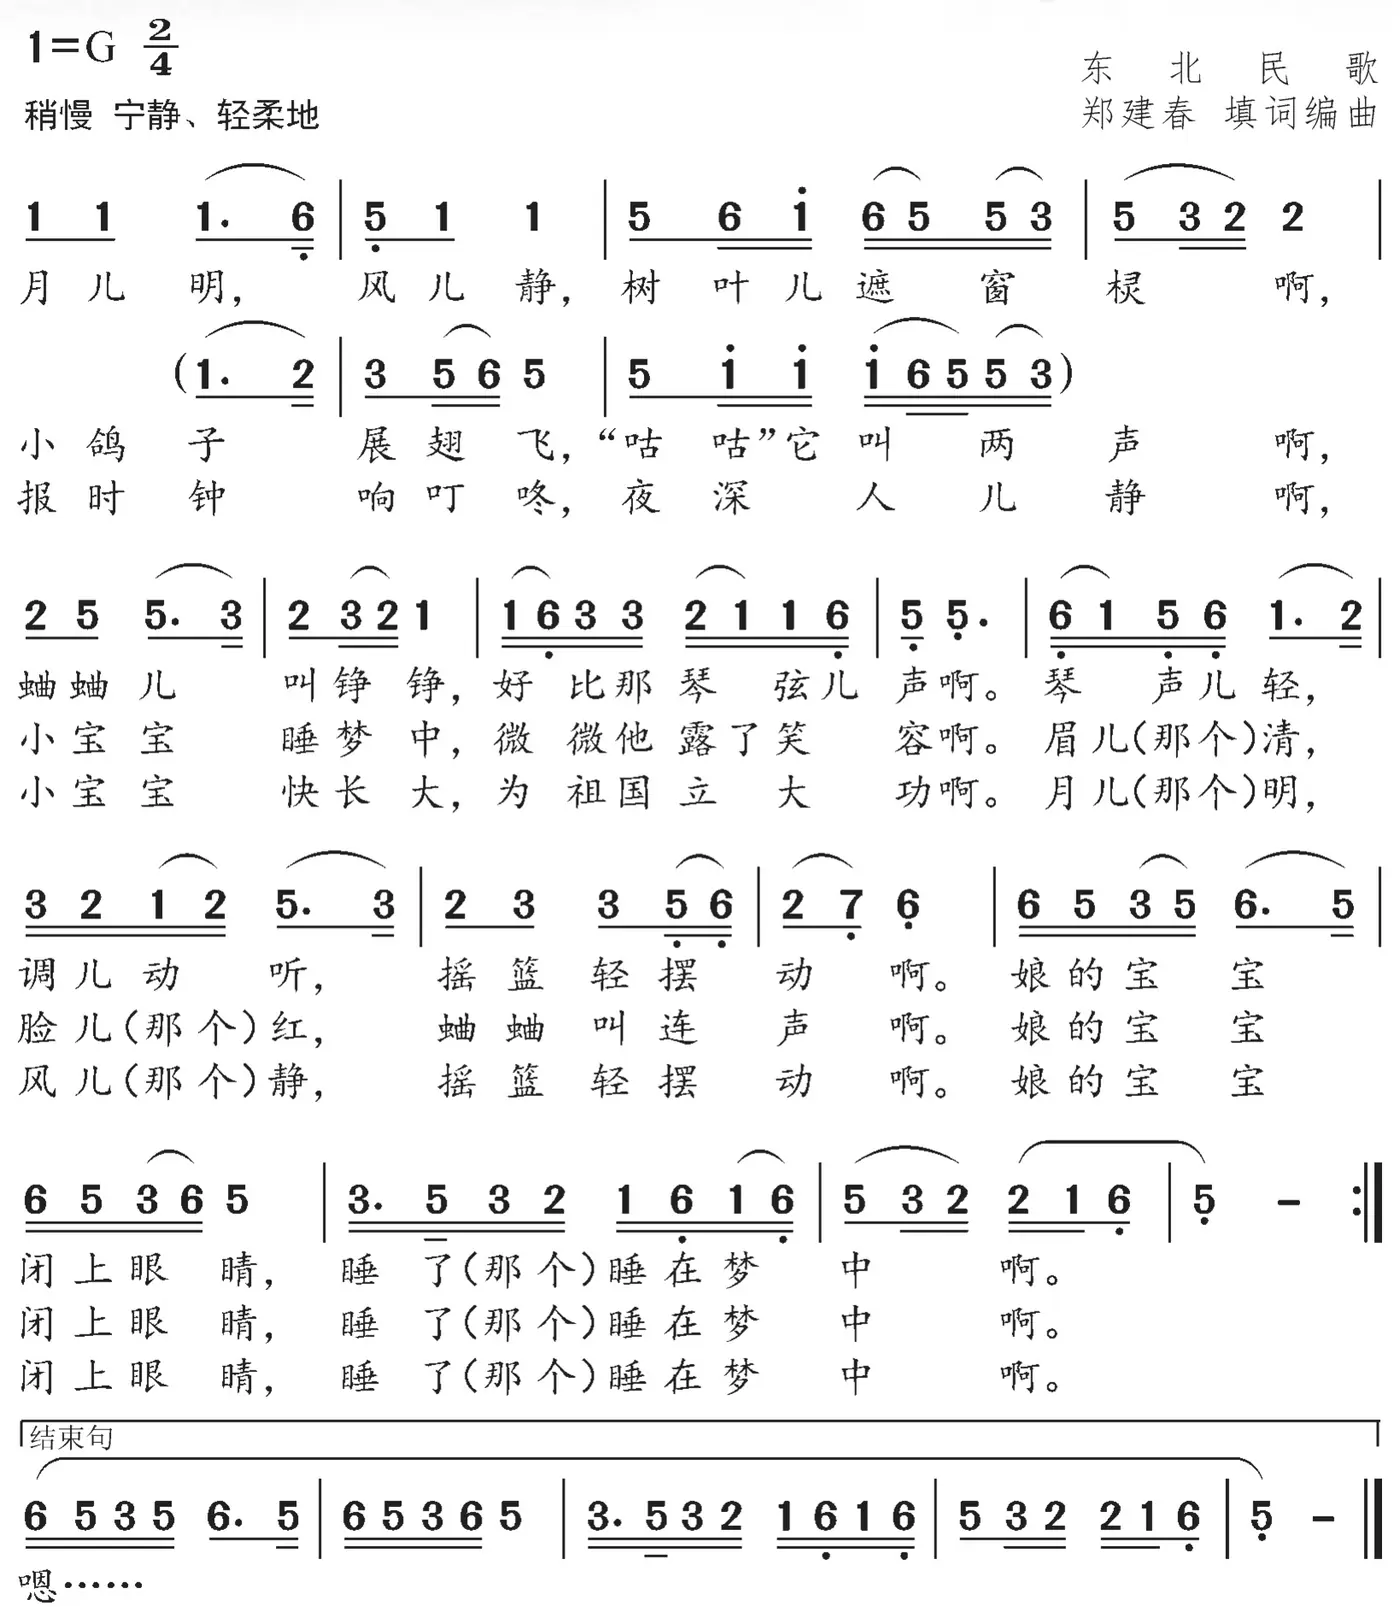 1=G 2/4
东 北 民 歌
稍慢 宁静、轻柔地
郑建春 填词编曲
1 1 1. 6 | 5 1 1 | 5 6 1 6 5 5 3 | 5 3 2 2 |
月 儿 明, 风 儿 静, 树 叶 儿 遮 窗 棂 啊,
(1. 2 | 3 5 6 5 | 5 1 1 1 6 5 5 3)
小 鸽 子 展 翅 飞, “咕 咕”它 叫 两 声 啊,
报 时 钟 响 叮 咚, 夜 深 人 儿 静 啊,
2 5 5. 3 | 2 3 2 1 | 1 6 3 3 2 1 1 6 | 5 5. | 6 1 5 6 1. 2 |
蛐 蛐 儿 叫 铮 铮, 好 比 那 琴 弦 儿 声 啊。 琴 声 儿 轻,
小 宝 宝 睡 梦 中, 微 微 他 露 了 笑 容 啊。 眉 儿(那 个)清,
小 宝 宝 快 长 大, 为 祖 国 立 大 功 啊。 月 儿(那 个)明,
3 2 1 2 5. 3 | 2 3 3 5 6 | 2 7 6 | 6 5 3 5 6. 5 |
调 儿 动 听, 摇 篮 轻 摆 动 啊。 娘 的 宝 宝
脸 儿(那 个)红, 蛐 蛐 叫 连 声 啊。 娘 的 宝 宝
风 儿(那 个)静, 摇 篮 轻 摆 动 啊。 娘 的 宝 宝
6 5 3 6 5 | 3. 5 3 2 1 6 1 6 | 5 3 2 2 1 6 | 5 - :||
闭 上 眼 睛, 睡 了(那 个)睡 在 梦 中 啊。
闭 上 眼 睛, 睡 了(那 个)睡 在 梦 中 啊。
闭 上 眼 睛, 睡 了(那 个)睡 在 梦 中 啊。
结束句
6 5 3 5 6. 5 | 6 5 3 6 5 | 3. 5 3 2 1 6 1 6 | 5 3 2 2 1 6 | 5 - ||
嗯……